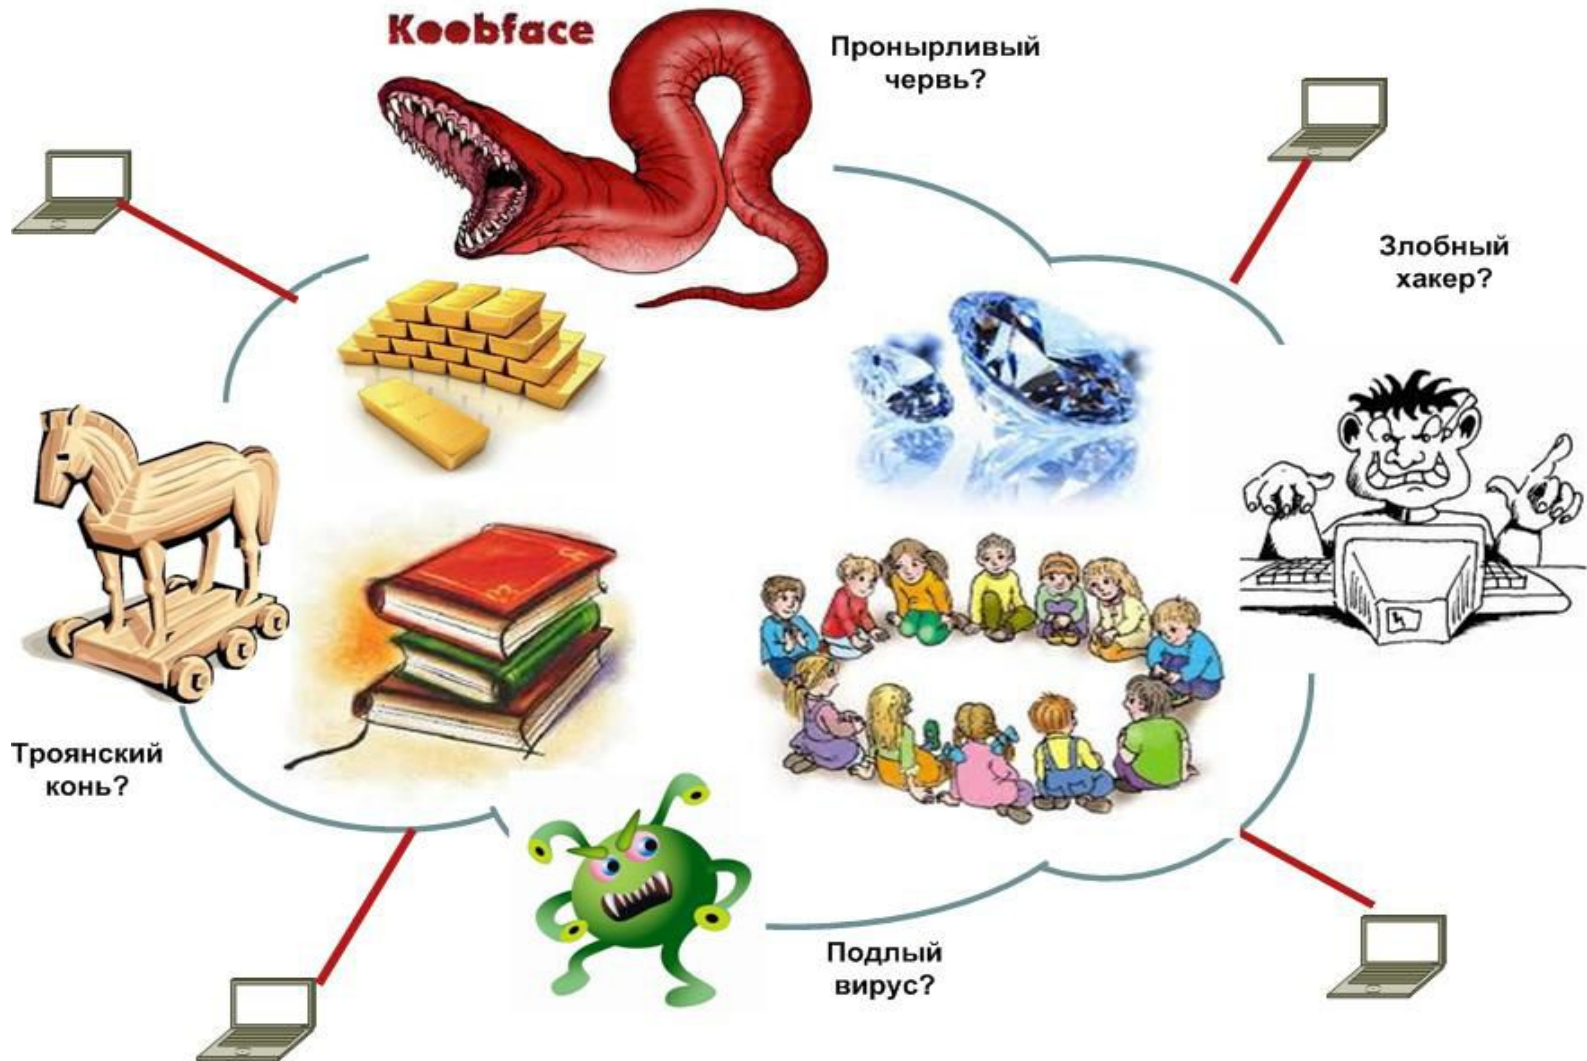 Koobface
Пронырливый
червь?
Злобный
хакер?
Троянский
конь?
Подлый
вирус?